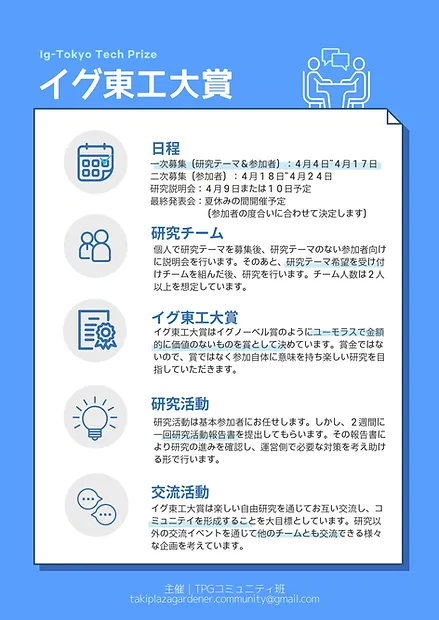 Ig-Tokyo Tech Prize
イグ東工大賞
日程
一次募集（研究テーマ＆参加者）：４月４日~４月１７日
二次募集（参加者）：４月１８日~４月２４日
研究説明会：４月９日または１０日予定
最終発表会：夏休みの間開催予定
（参加者の度合いに合わせて決定します）
研究チーム
個人で研究テーマを募集後、研究テーマのない参加者向け
に説明会を行います。そのあと、研究テーマ希望を受け付
けチームを組んだ後、研究を行います。チーム人数は２人
以上を想定しています。
イグ東工大賞
イグ東工大賞はイグノーベル賞のようにユーモラスで金額
的に価値のないものを賞として決めています。賞金ではな
いので、賞ではなく参加自体に意味を持ち楽しい研究を目
指していただきます。
研究活動
研究活動は基本参加者にお任せします。しかし、２週間に
一回研究活動報告書を提出してもらいます。その報告書に
より研究の進みを確認し、運営側で必要な対策を考え助け
る形で行います。
交流活動
イグ東工大賞は楽しい自由研究を通じてお互い交流し、コ
ミュニテイを形成することを大目標としています。研究以
外の交流イベントを通じて他のチームとも交流できる様々
な企画を考えています。
主催｜TPGコミュニティ班
takiplazagardener.community@gmail.com